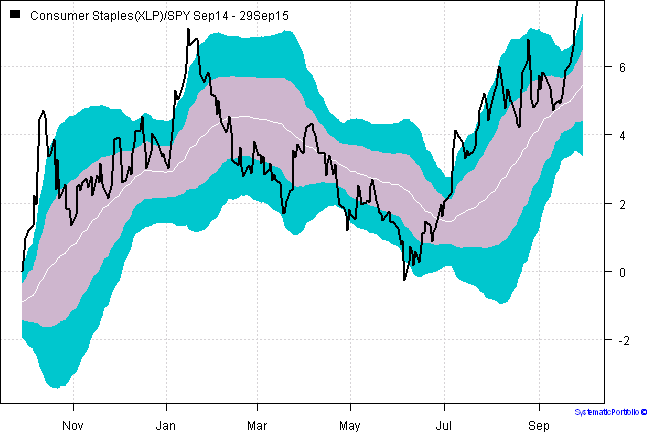 Consumer Staples(XLP)/SPY Sep14 - 29Sep15
6
4
2
0
-2
Nov Jan Mar May Jul Sep
SystematicPortfolio ©